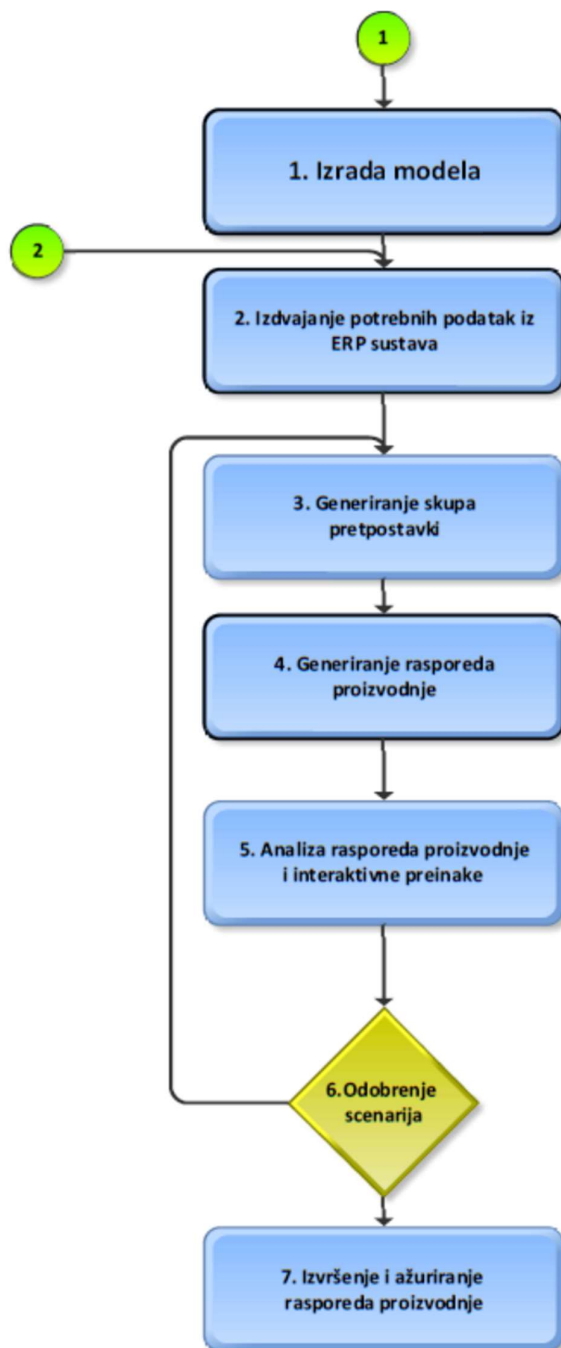 1
1. Izrada modela
2
2. Izdvajanje potrebnih podatak iz
ERP sustava
3. Generiranje skupa
pretpostavki
4. Generiranje rasporeda
proizvodnje
5. Analiza rasporeda proizvodnje
i interaktivne preinake
6.Odobrenje
scenarija
7. Izvršenje i ažuriranje
rasporeda proizvodnje